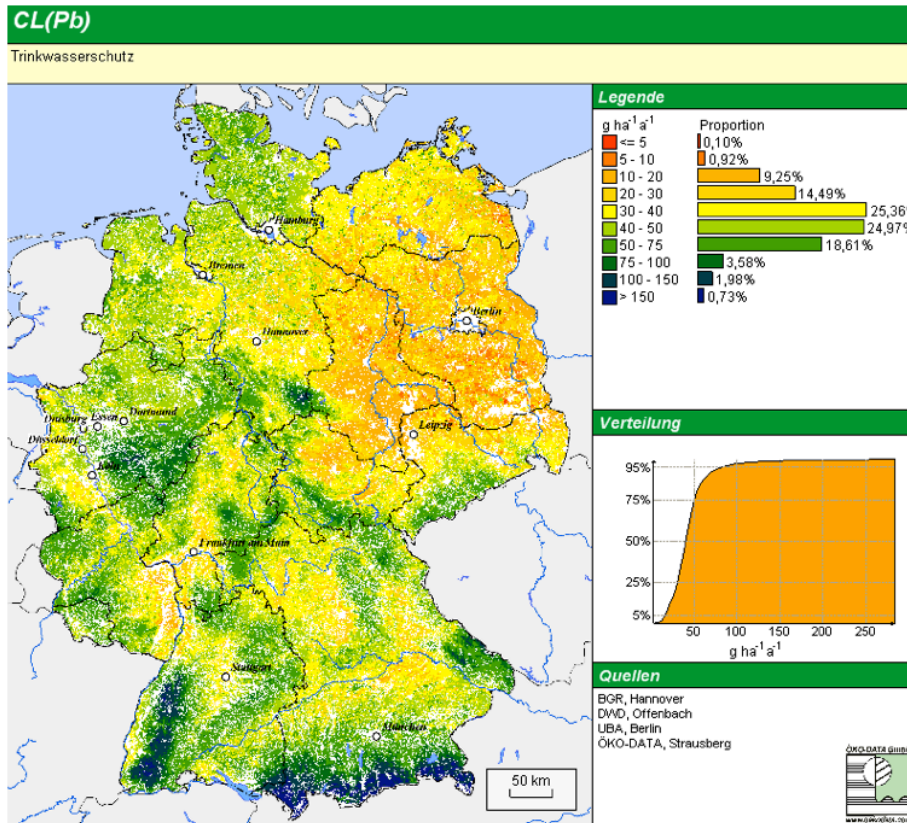 CL(Pb)
Trinkwasserschutz
Legende
g ha⁻¹ a⁻¹ Proportion
<= 5 0,10%
5 - 10 0,92%
10 - 20 9,25%
20 - 30 14,49%
30 - 40 25,36%
40 - 50 24,97%
50 - 75 18,61%
75 - 100 3,58%
100 - 150 1,98%
> 150 0,73%
Hamburg
Bremen
Berlin
Hannover
Duisburg Essen Dortmund
Düsseldorf
Köln
Leipzig
Frankfurt am Main
Stuttgart
München
50 km
Verteilung
95%
75%
50%
25%
5%
50 100 150 200 250
g ha⁻¹ a⁻¹
Quellen
BGR, Hannover
DWD, Offenbach
UBA, Berlin
ÖKO-DATA, Strausberg
ÖKO-DATA